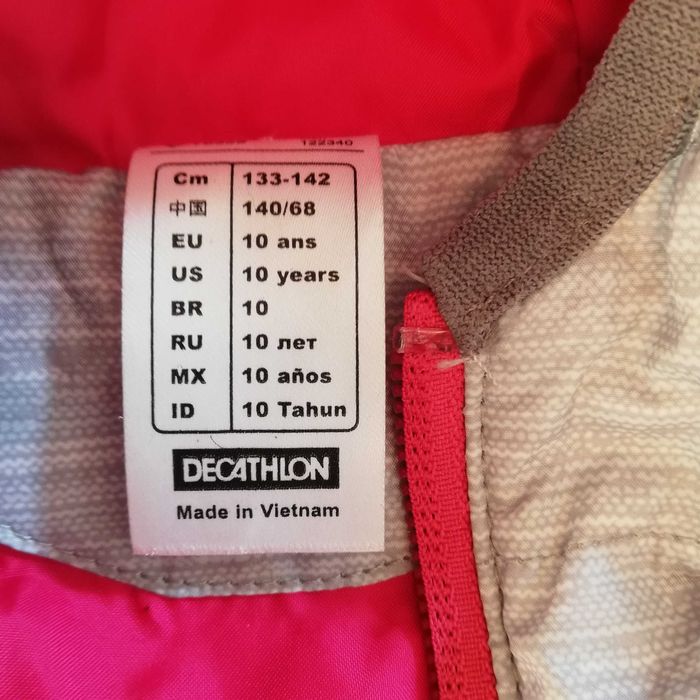 122340
Cm 133-142
中国 140/68
EU 10 ans
US 10 years
BR 10
RU 10 лет
MX 10 años
ID 10 Tahun
DECATHLON
Made in Vietnam